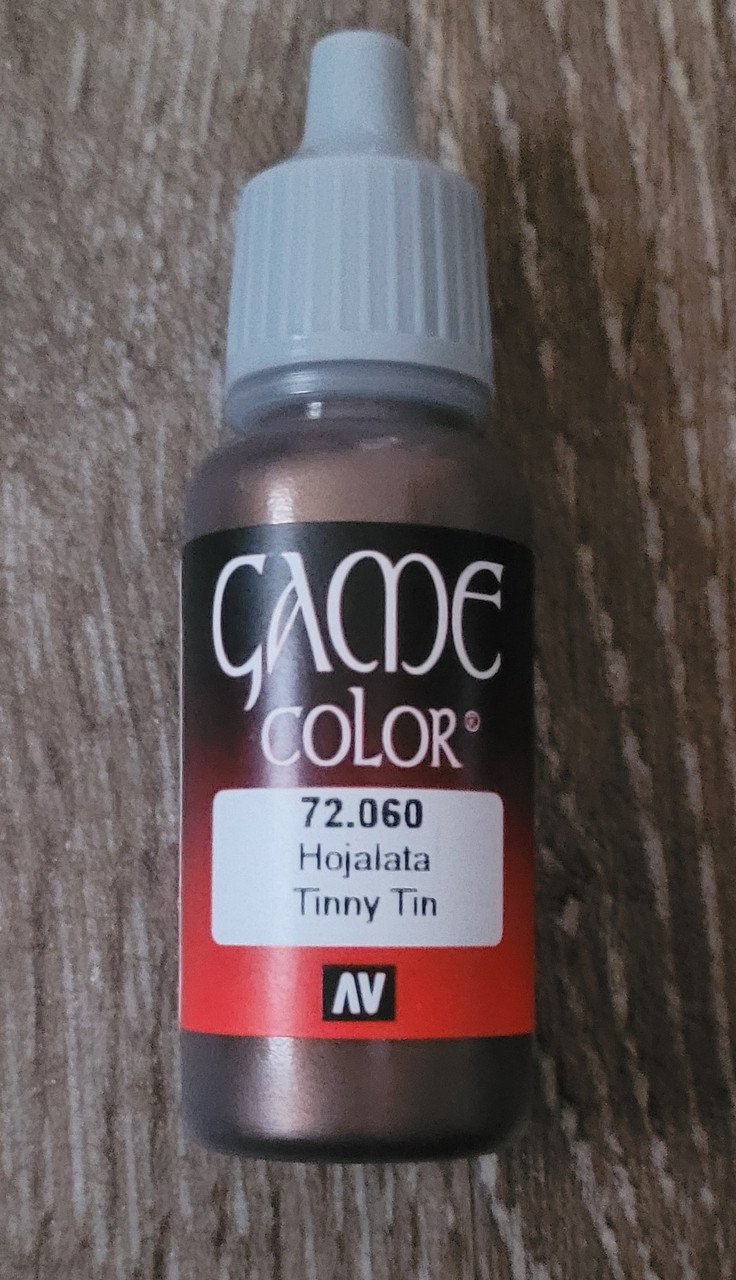 GAME
COLOR®
72.060
Hojalata
Tinny Tin
AV